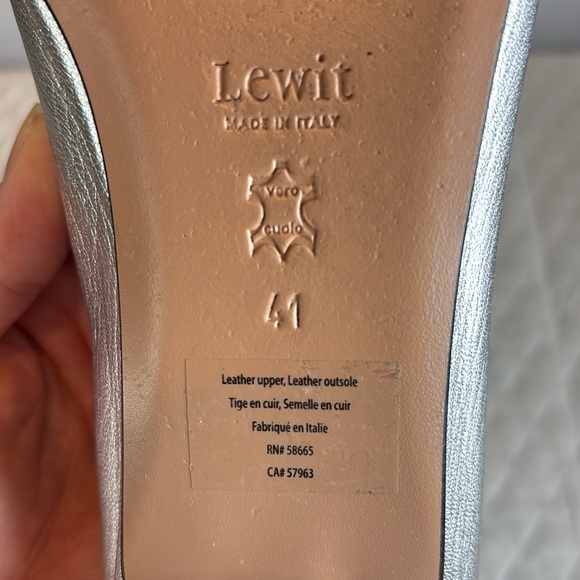 Lewit
MADE IN ITALY
vero
cuoio
41
Leather upper, Leather outsole
Tige en cuir, Semelle en cuir
Fabriqué en Italie
RN# 58665
CA# 57963